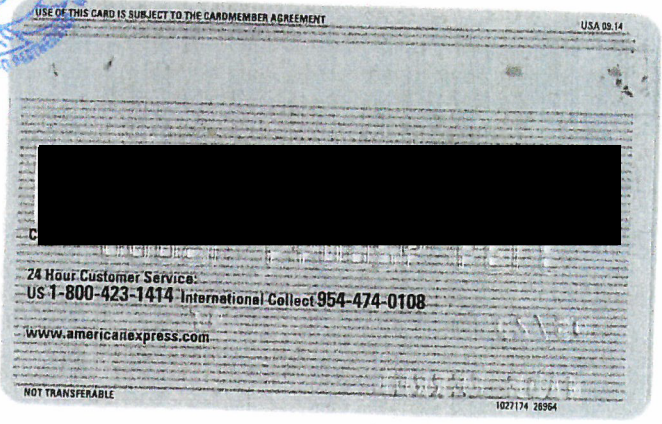 USE OF THIS CARD IS SUBJECT TO THE CARDMEMBER AGREEMENT
USA 09.14
C
24 Hour Customer Service:
US 1-800-423-1414 International Collect 954-474-0108
www.americanexpress.com
NOT TRANSFERABLE
1027174 26964